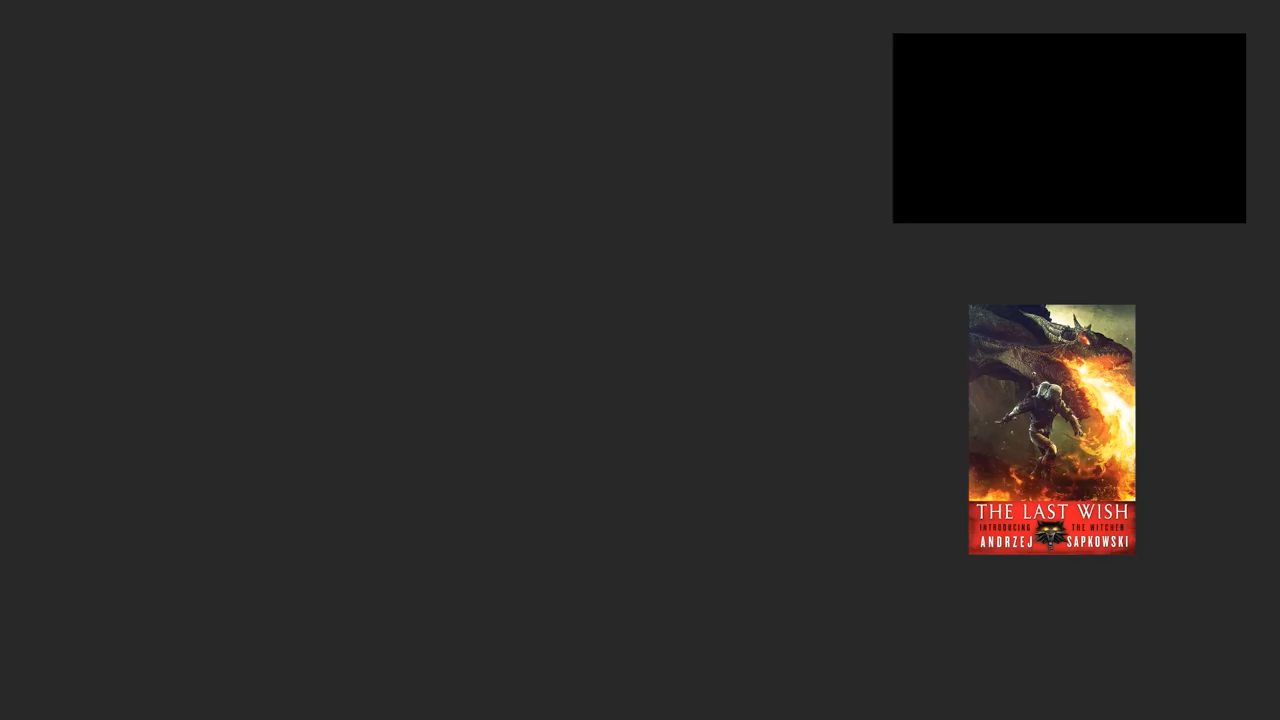 THE LAST WISH
INTRODUCING THE WITCHER
ANDRZEJ SAPKOWSKI